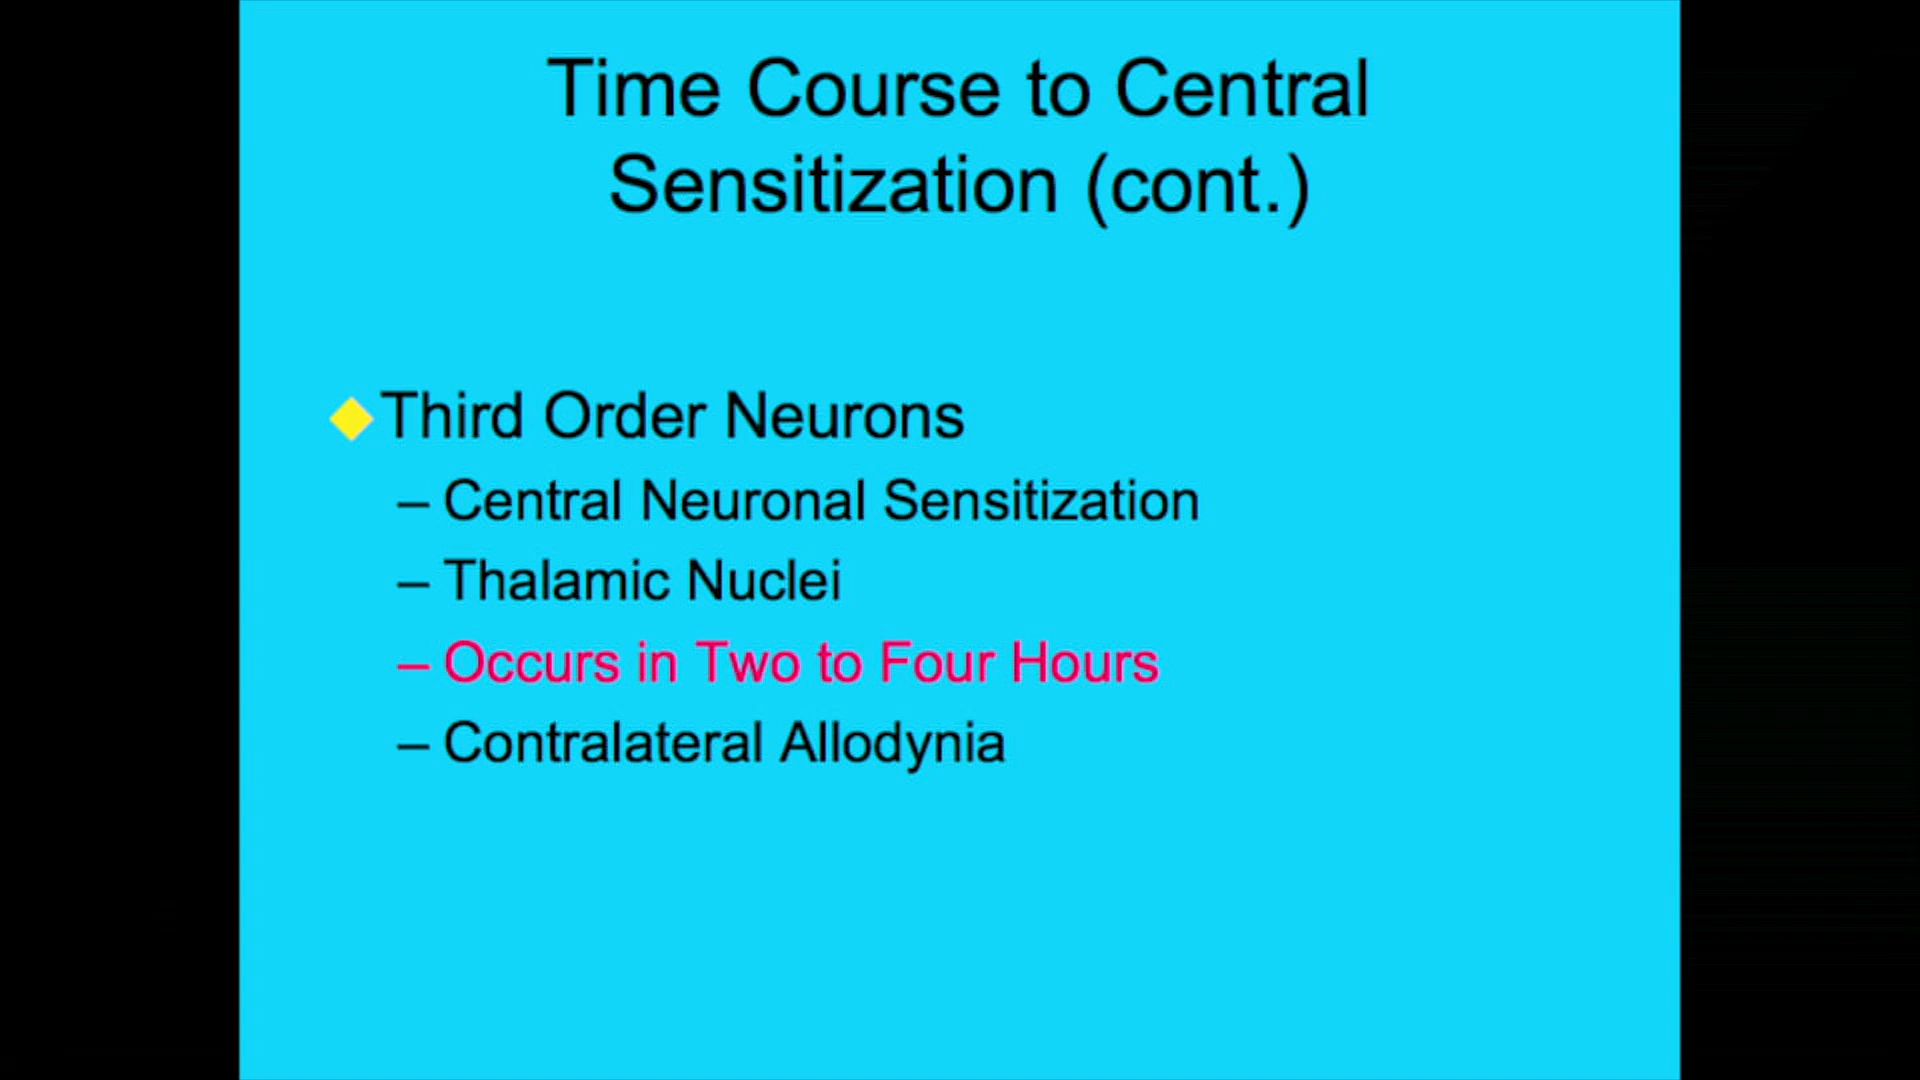 Time Course to Central
Sensitization (cont.)
Third Order Neurons
– Central Neuronal Sensitization
– Thalamic Nuclei
– Occurs in Two to Four Hours
– Contralateral Allodynia